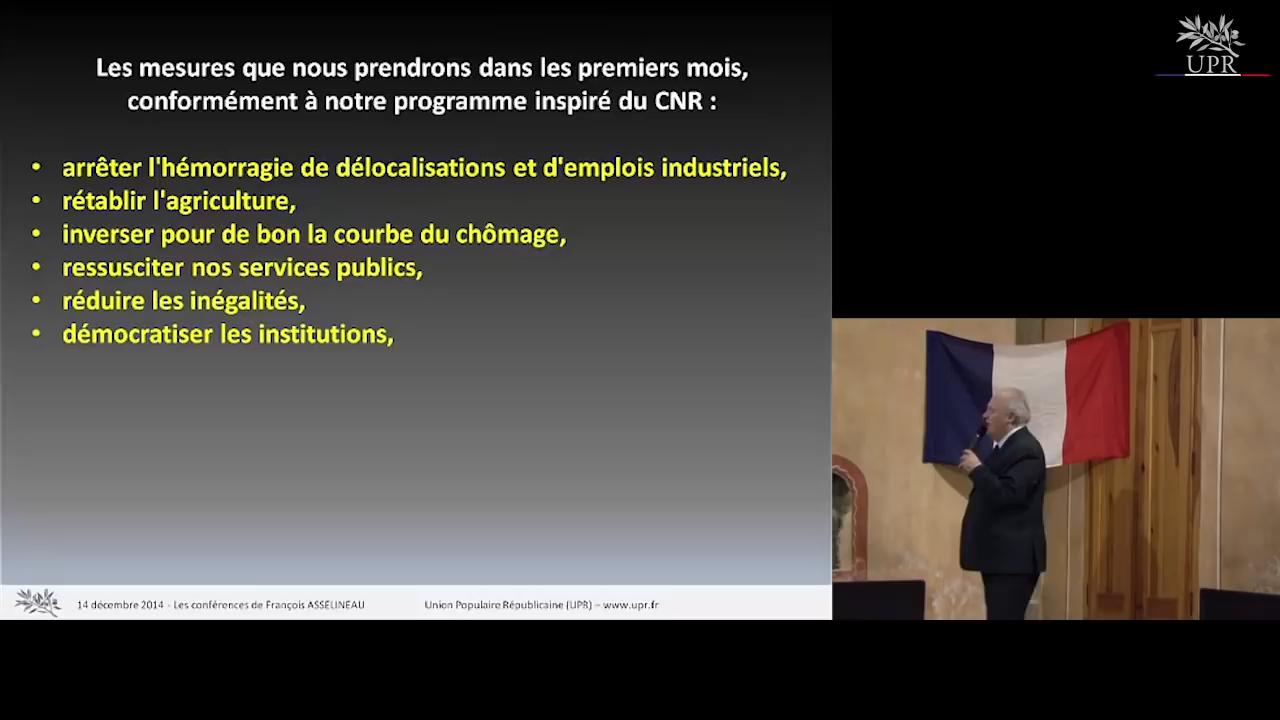 Les mesures que nous prendrons dans les premiers mois,
conformément à notre programme inspiré du CNR :
• arrêter l'hémorragie de délocalisations et d'emplois industriels,
• rétablir l'agriculture,
• inverser pour de bon la courbe du chômage,
• ressusciter nos services publics,
• réduire les inégalités,
• démocratiser les institutions,
14 décembre 2014 - Les conférences de François ASSELINEAU
Union Populaire Républicaine (UPR) – www.upr.fr
UPR